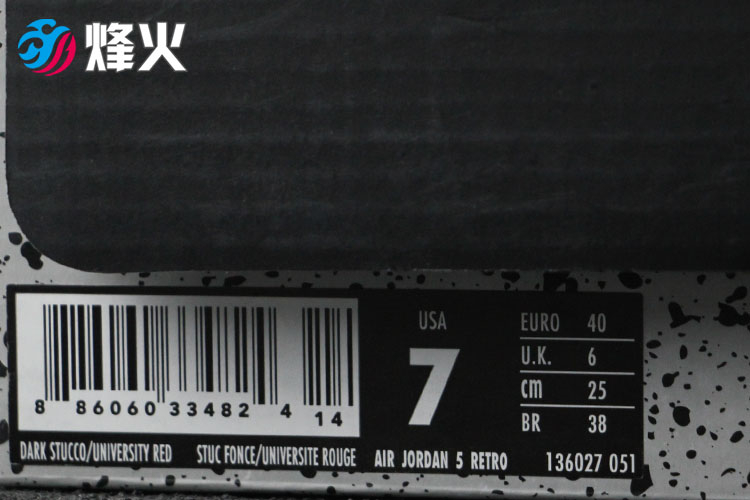 烽火
USA
7
EURO 40
U.K. 6
cm 25
BR 38
8 86060 33482 4 14
DARK STUCCO/UNIVERSITY RED STUC FONCE/UNIVERSITE ROUGE AIR JORDAN 5 RETRO 136027 051